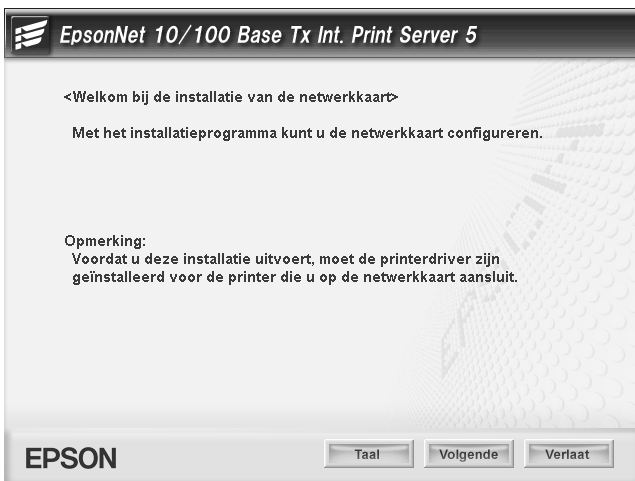 EpsonNet 10/100 Base Tx Int. Print Server 5
<Welkom bij de installatie van de netwerkkaart>
Met het installatieprogramma kunt u de netwerkkaart configureren.
Opmerking:
Voordat u deze installatie uitvoert, moet de printerdriver zijn
geïnstalleerd voor de printer die u op de netwerkkaart aansluit.
EPSON
EPSON
Taal
Volgende
Verlaat